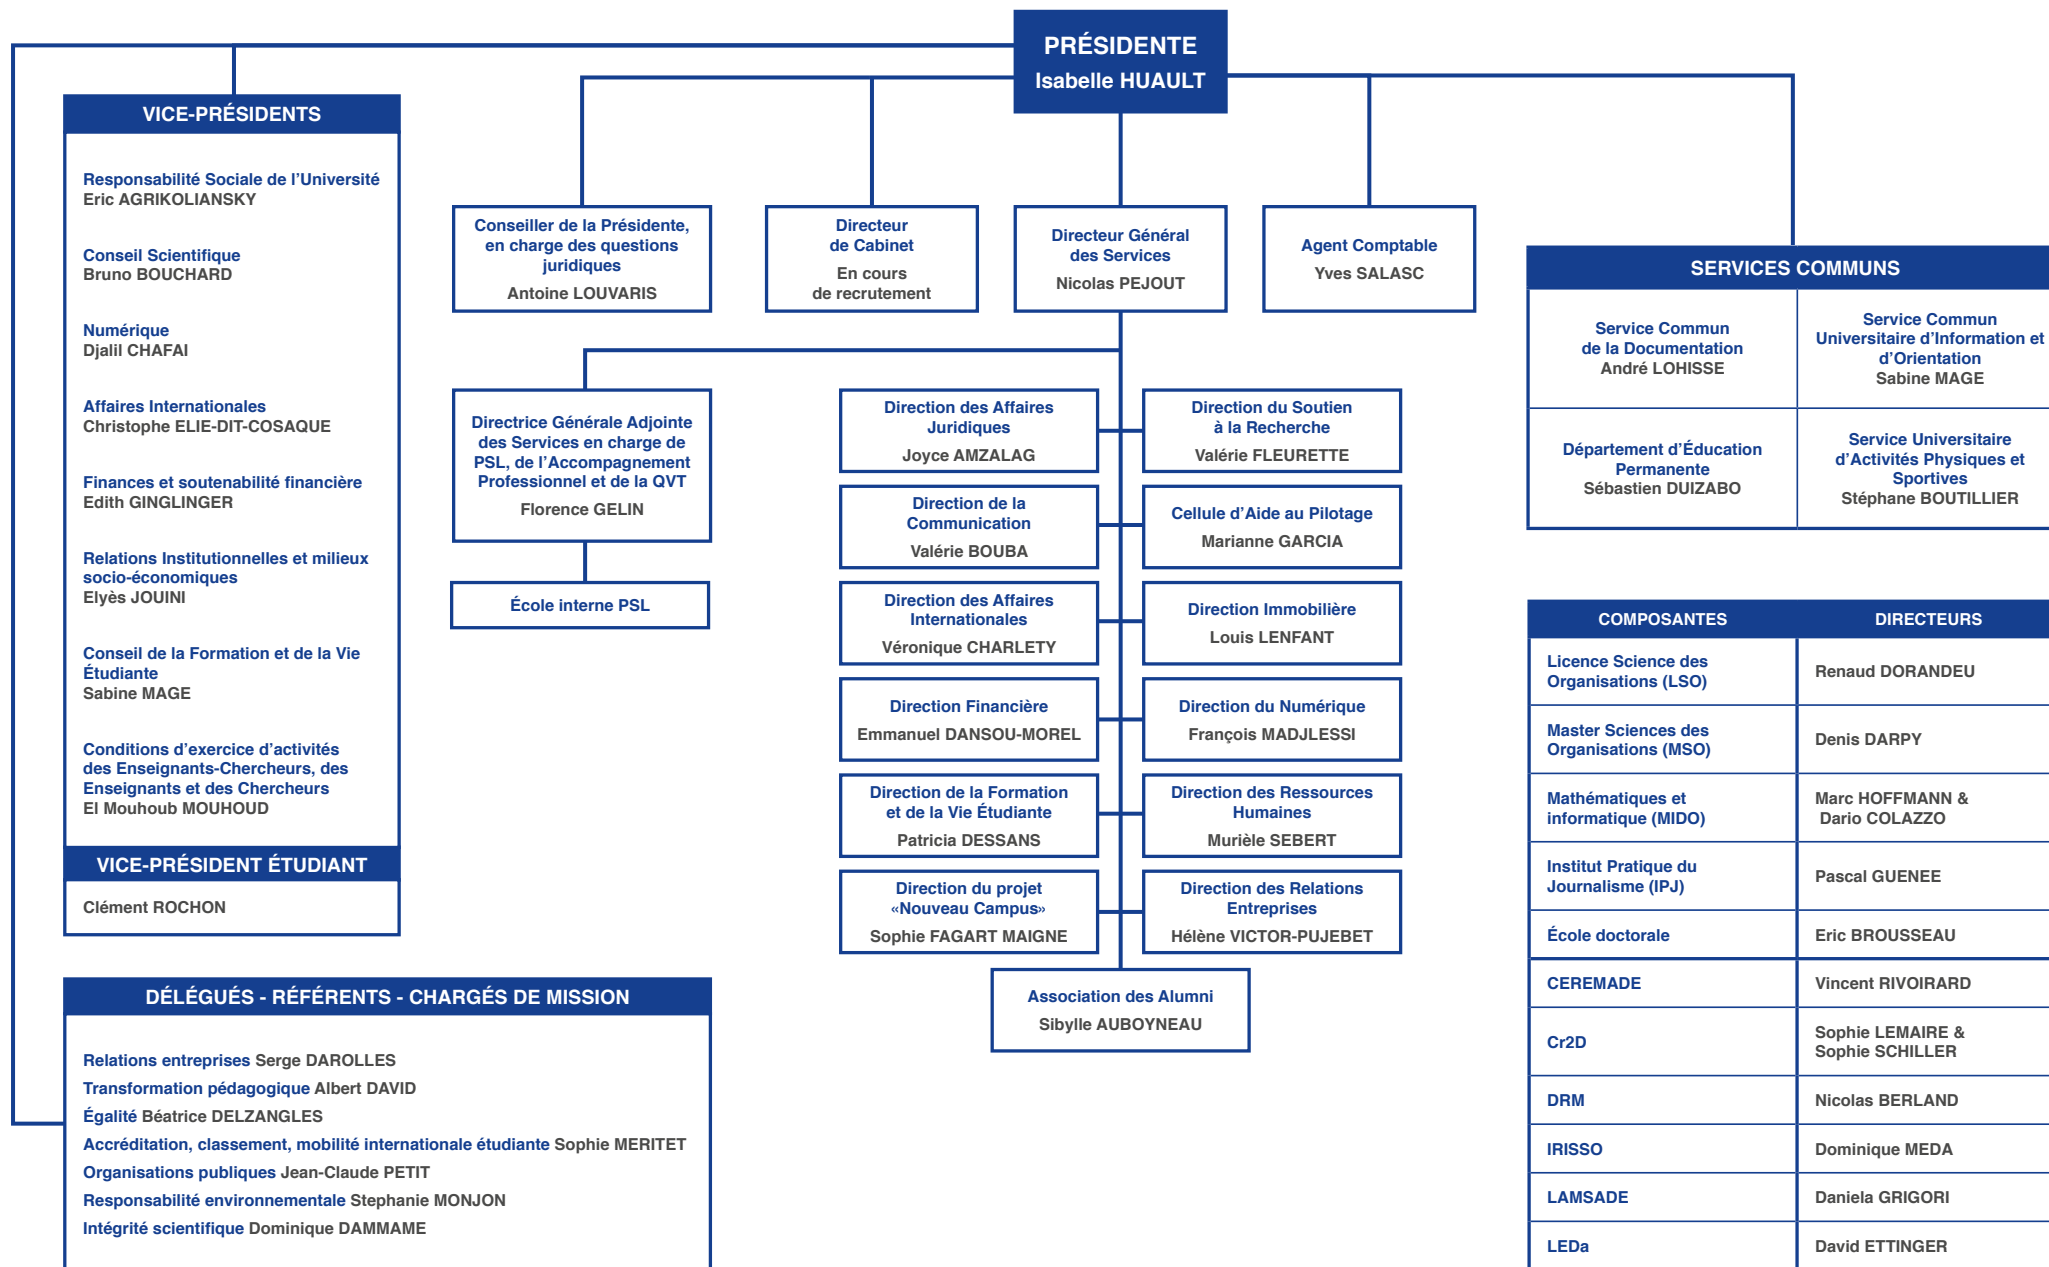 PRÉSIDENTE
Isabelle HUAULT
VICE-PRÉSIDENTS
Responsabilité Sociale de l’Université
Eric AGRIKOLIANSKY
Conseil Scientifique
Bruno BOUCHARD
Numérique
Djalil CHAFAI
Affaires Internationales
Christophe ELIE-DIT-COSAQUE
Finances et soutenabilité financière
Edith GINGLINGER
Relations Institutionnelles et milieux
socio-économiques
Elyès JOUINI
Conseil de la Formation et de la Vie
Étudiante
Sabine MAGE
Conditions d’exercice d’activités
des Enseignants-Chercheurs, des
Enseignants et des Chercheurs
El Mouhoub MOUHOUD
VICE-PRÉSIDENT ÉTUDIANT
Clément ROCHON
DÉLÉGUÉS - RÉFÉRENTS - CHARGÉS DE MISSION
Relations entreprises Serge DAROLLES
Transformation pédagogique Albert DAVID
Égalité Béatrice DELZANGLES
Accréditation, classement, mobilité internationale étudiante Sophie MERITET
Organisations publiques Jean-Claude PETIT
Responsabilité environnementale Stephanie MONJON
Intégrité scientifique Dominique DAMMAME
Conseiller de la Présidente,
en charge des questions
juridiques
Antoine LOUVARIS
Directeur
de Cabinet
En cours
de recrutement
Directeur Général
des Services
Nicolas PEJOUT
Agent Comptable
Yves SALASC
Directrice Générale Adjointe
des Services en charge de
PSL, de l’Accompagnement
Professionnel et de la QVT
Florence GELIN
École interne PSL
Direction des Affaires
Juridiques
Joyce AMZALAG
Direction du Soutien
à la Recherche
Valérie FLEURETTE
Direction de la
Communication
Valérie BOUBA
Cellule d’Aide au Pilotage
Marianne GARCIA
Direction des Affaires
Internationales
Véronique CHARLETY
Direction Immobilière
Louis LENFANT
Direction Financière
Emmanuel DANSOU-MOREL
Direction du Numérique
François MADJLESSI
Direction de la Formation
et de la Vie Étudiante
Patricia DESSANS
Direction des Ressources
Humaines
Murièle SEBERT
Direction du projet
«Nouveau Campus»
Sophie FAGART MAIGNE
Direction des Relations
Entreprises
Hélène VICTOR-PUJEBET
Association des Alumni
Sibylle AUBOYNEAU
SERVICES COMMUNS
Service Commun
de la Documentation
André LOHISSE
Service Commun
Universitaire d’Information et
d’Orientation
Sabine MAGE
Département d’Éducation
Permanente
Sébastien DUIZABO
Service Universitaire
d’Activités Physiques et
Sportives
Stéphane BOUTILLIER
COMPOSANTES DIRECTEURS
Licence Science des
Organisations (LSO)
Renaud DORANDEU
Master Sciences des
Organisations (MSO)
Denis DARPY
Mathématiques et
informatique (MIDO)
Marc HOFFMANN &
Dario COLAZZO
Institut Pratique du
Journalisme (IPJ)
Pascal GUENEE
École doctorale Eric BROUSSEAU
CEREMADE Vincent RIVOIRARD
Cr2D
Sophie LEMAIRE &
Sophie SCHILLER
DRM Nicolas BERLAND
IRISSO Dominique MEDA
LAMSADE Daniela GRIGORI
LEDa David ETTINGER